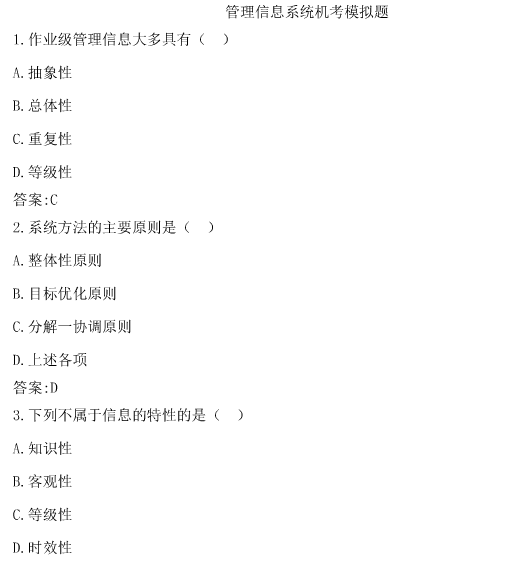 管理信息系统机考模拟题
1.作业级管理信息大多具有（ ）
A.抽象性
B.总体性
C.重复性
D.等级性
答案:C
2.系统方法的主要原则是（ ）
A.整体性原则
B.目标优化原则
C.分解一协调原则
D.上述各项
答案:D
3.下列不属于信息的特性的是（ ）
A.知识性
B.客观性
C.等级性
D.时效性